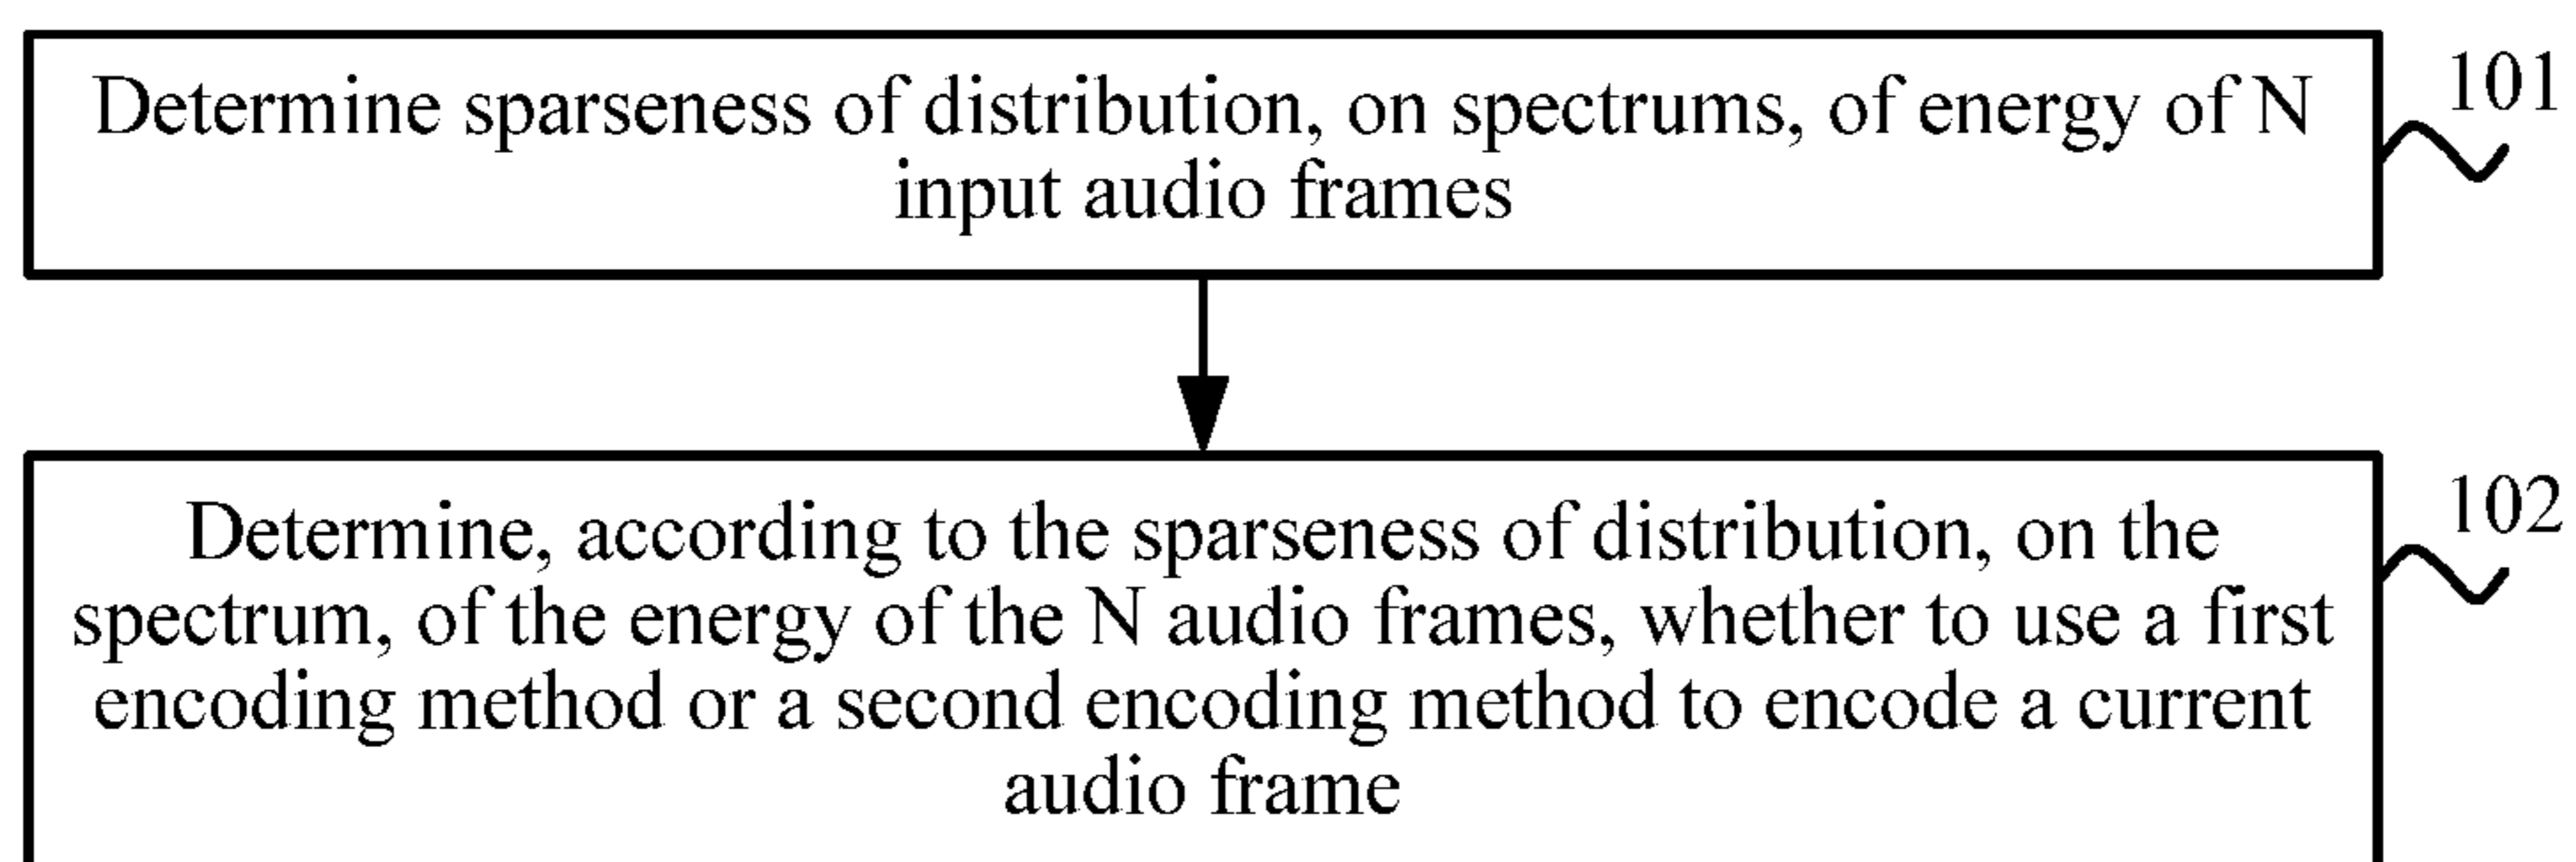 Determine sparseness of distribution, on spectrums, of energy of N
input audio frames
101
Determine, according to the sparseness of distribution, on the
spectrum, of the energy of the N audio frames, whether to use a first
encoding method or a second encoding method to encode a current
audio frame
102